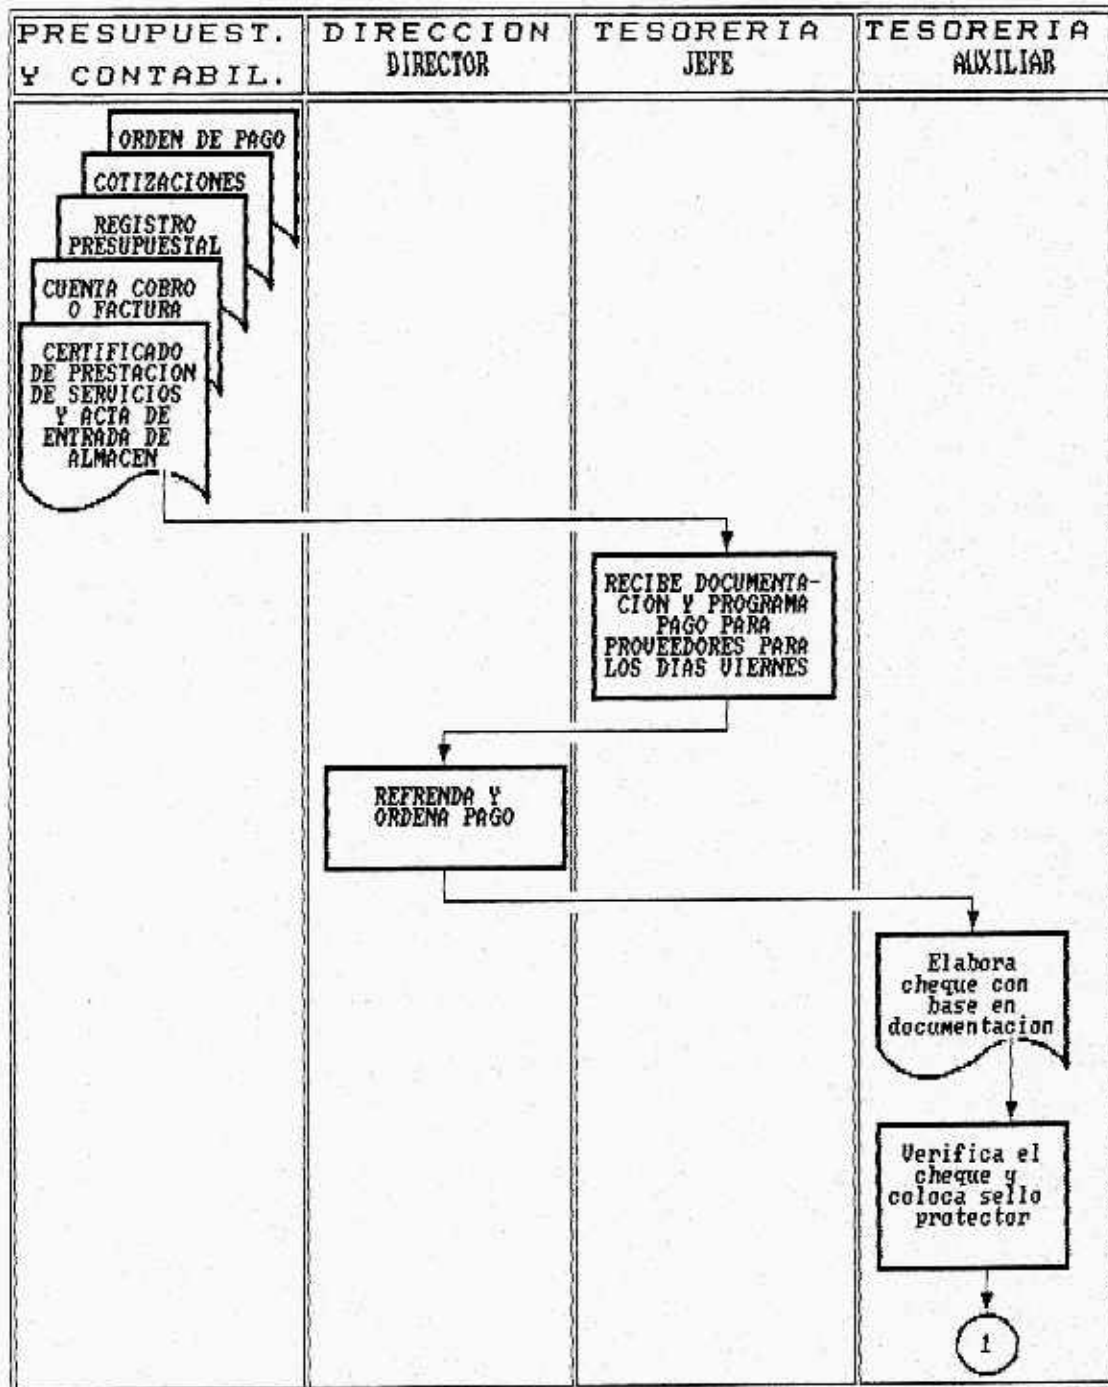 PRESUPUEST.
Y CONTABIL.
DIRECCION
DIRECTOR
TESORERIA
JEFE
TESORERIA
AUXILIAR
ORDEN DE PAGO
COTIZACIONES
REGISTRO
PRESUPUESTAL
CUENTA COBRO
O FACTURA
CERTIFICADO
DE PRESTACION
DE SERVICIOS
Y ACTA DE
ENTRADA DE
ALMACEN
RECIBE DOCUMENTA-
CION Y PROGRAMA
PAGO PARA
PROVEEDORES PARA
LOS DIAS VIERNES
REFRENDA Y
ORDENA PAGO
Elabora
cheque con
base en
documentacion
Verifica el
cheque y
coloca sello
protector
1